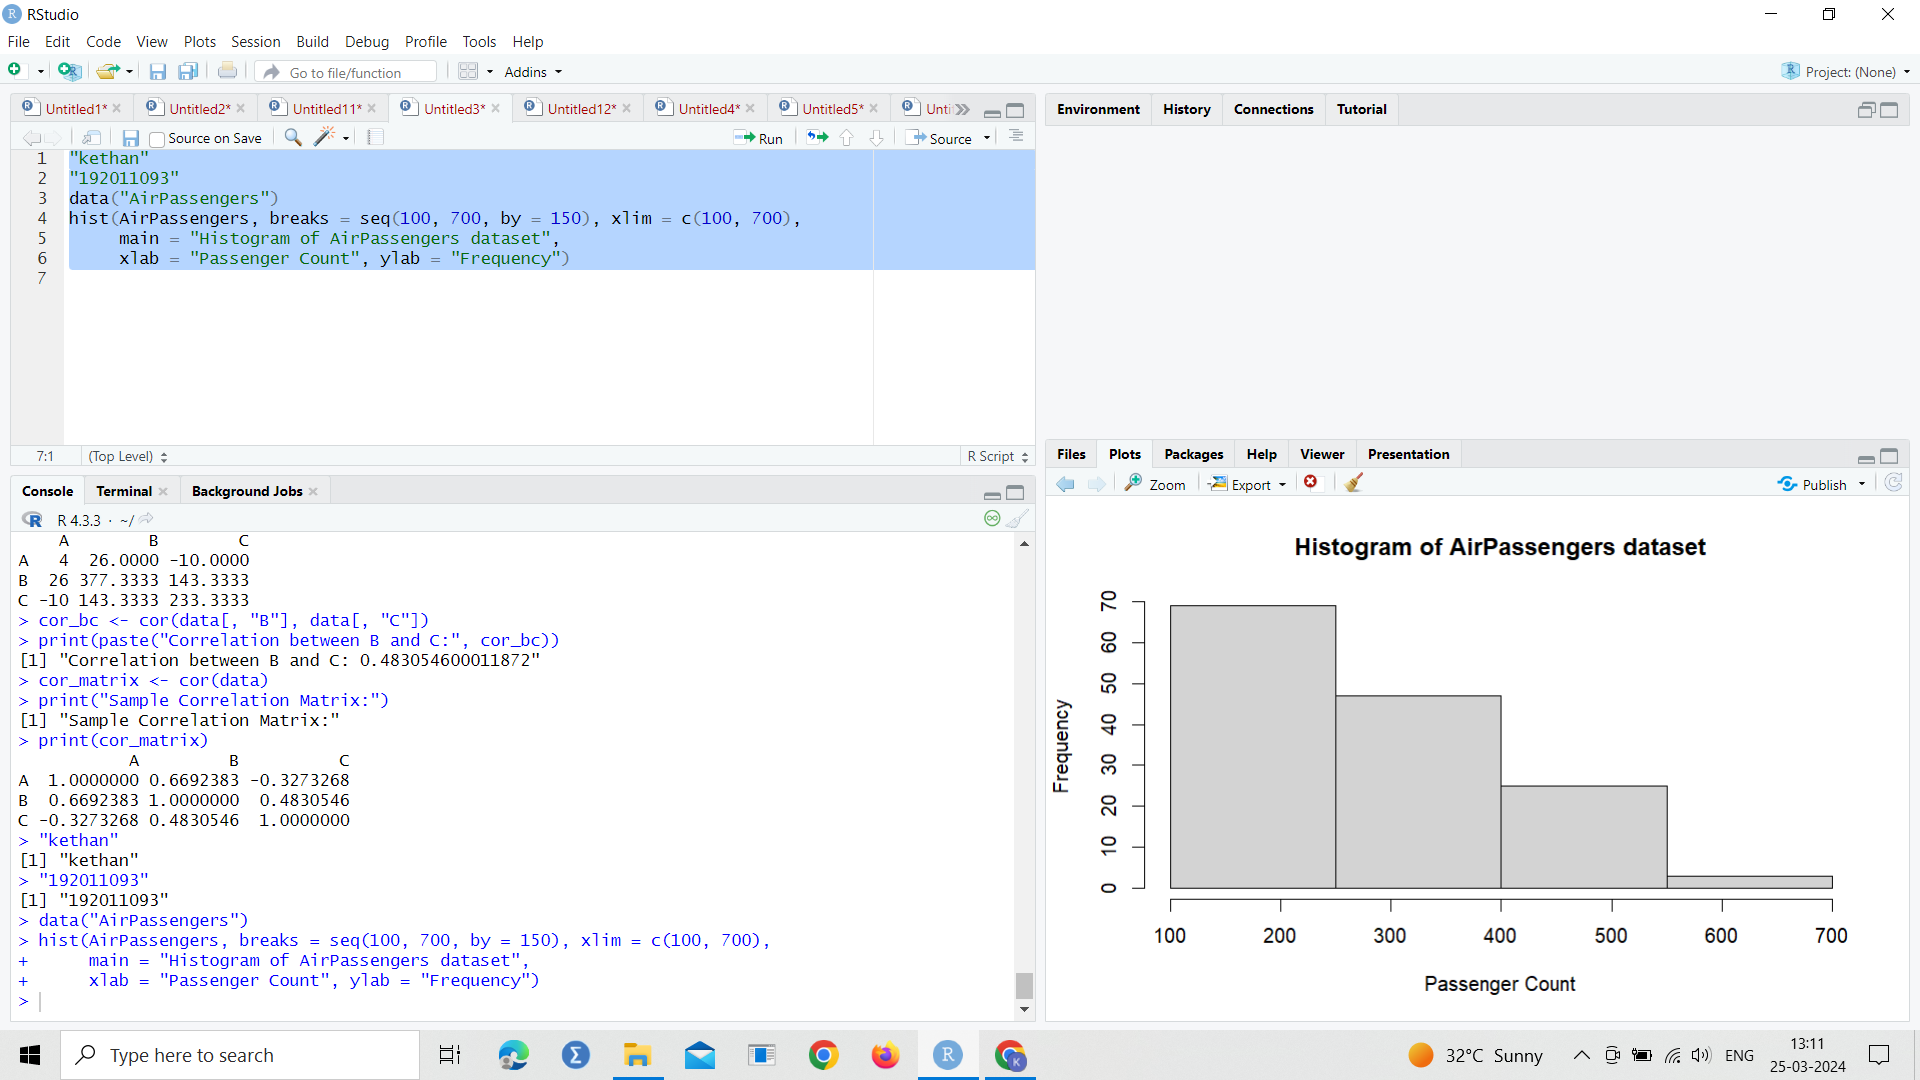 RStudio
File Edit Code View Plots Session Build Debug Profile Tools Help
Go to file/function Addins Project: (None)
Untitled1* Untitled2* Untitled11* Untitled3* Untitled12* Untitled4* Untitled5* Unti
Source on Save Run Source
1 "kethan"
2 "192011093"
3 data("AirPassengers")
4 hist(AirPassengers, breaks = seq(100, 700, by = 150), xlim = c(100, 700),
5 main = "Histogram of AirPassengers dataset",
6 xlab = "Passenger Count", ylab = "Frequency")
7
7:1 (Top Level) R Script
Console Terminal Background Jobs
R 4.3.3 · ~/
A B C
A 4 26.0000 -10.0000
B 26 377.3333 143.3333
C -10 143.3333 233.3333
> cor_bc <- cor(data[, "B"], data[, "C"])
> print(paste("Correlation between B and C:", cor_bc))
[1] "Correlation between B and C: 0.483054600011872"
> cor_matrix <- cor(data)
> print("Sample Correlation Matrix:")
[1] "Sample Correlation Matrix:"
> print(cor_matrix)
A B C
A 1.0000000 0.6692383 -0.3273268
B 0.6692383 1.0000000 0.4830546
C -0.3273268 0.4830546 1.0000000
> "kethan"
[1] "kethan"
> "192011093"
[1] "192011093"
> data("AirPassengers")
> hist(AirPassengers, breaks = seq(100, 700, by = 150), xlim = c(100, 700),
+ main = "Histogram of AirPassengers dataset",
+ xlab = "Passenger Count", ylab = "Frequency")
>
Environment History Connections Tutorial
Files Plots Packages Help Viewer Presentation
Zoom Export Publish
Histogram of AirPassengers dataset
Frequency
70
60
50
40
30
20
10
0
100 200 300 400 500 600 700
Passenger Count
Type here to search
32°C Sunny
ENG
13:11
25-03-2024